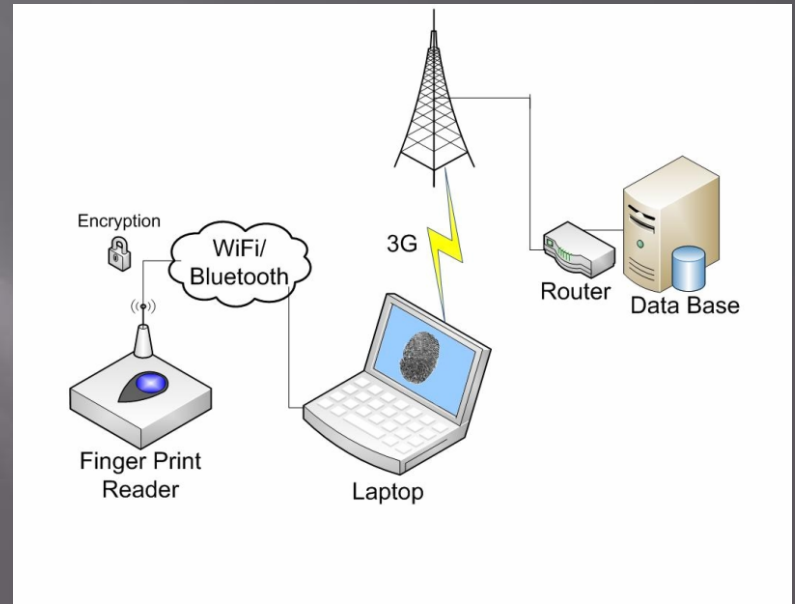 Encryption
WiFi/
Bluetooth
3G
Router
Data Base
Finger Print
Reader
Laptop